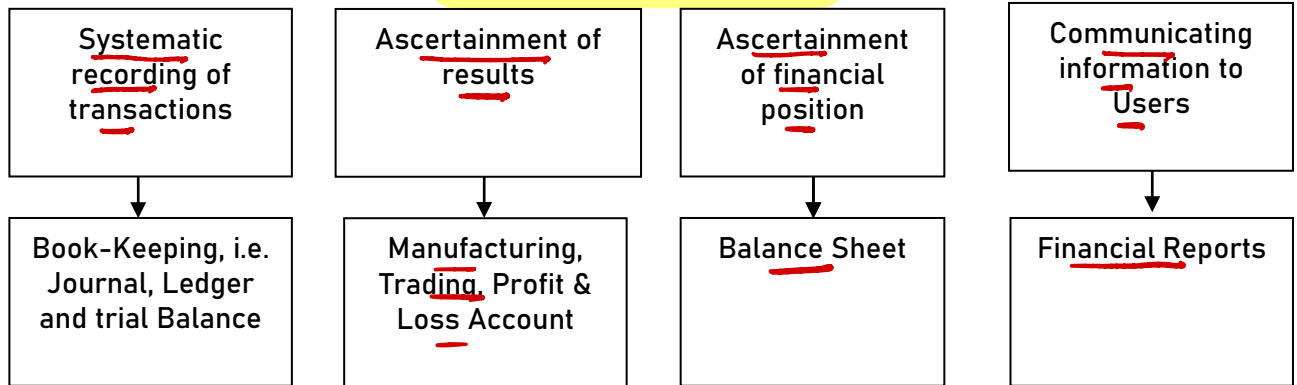 Systematic
recording of
transactions
Ascertainment of
results
Ascertainment
of financial
position
Communicating
information to
Users
Book-Keeping, i.e.
Journal, Ledger
and trial Balance
Manufacturing,
Trading, Profit &
Loss Account
Balance Sheet
Financial Reports